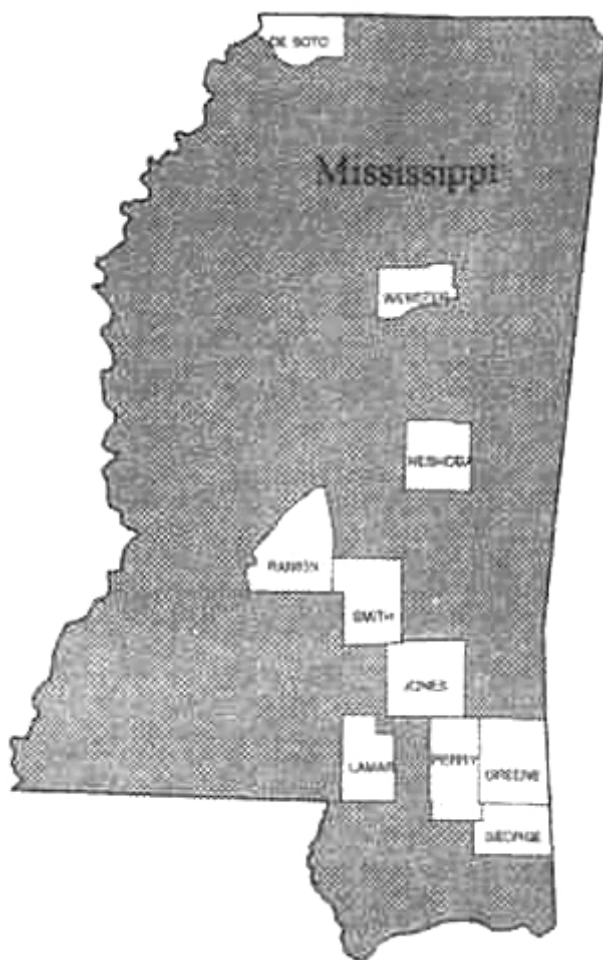 DE SOTO
Mississippi
WEBSTER
NESHOBA
RANKIN
SMITH
JONES
LAMAR
PERRY
GREENE
GEORGE